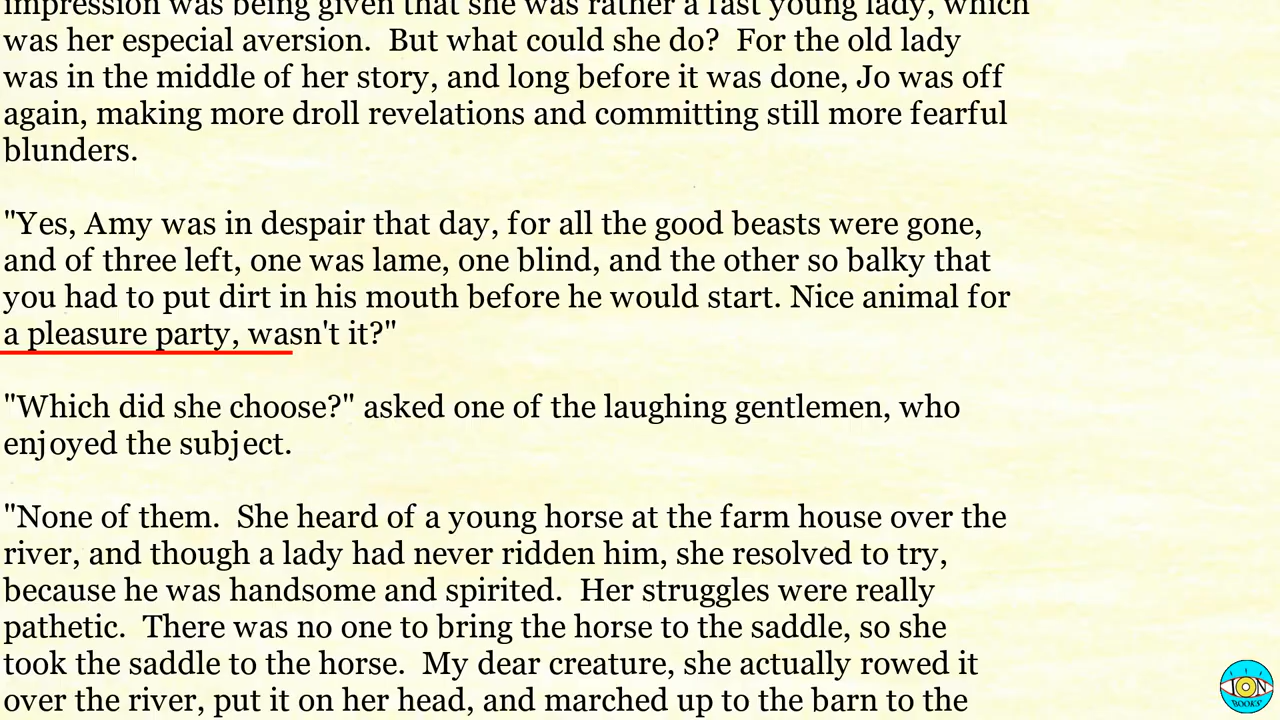 impression was being given that she was rather a fast young lady, which
was her especial aversion.  But what could she do?  For the old lady
was in the middle of her story, and long before it was done, Jo was off
again, making more droll revelations and committing still more fearful
blunders.
"Yes, Amy was in despair that day, for all the good beasts were gone,
and of three left, one was lame, one blind, and the other so balky that
you had to put dirt in his mouth before he would start. Nice animal for
a pleasure party, wasn't it?"
"Which did she choose?" asked one of the laughing gentlemen, who
enjoyed the subject.
"None of them.  She heard of a young horse at the farm house over the
river, and though a lady had never ridden him, she resolved to try,
because he was handsome and spirited.  Her struggles were really
pathetic.  There was no one to bring the horse to the saddle, so she
took the saddle to the horse.  My dear creature, she actually rowed it
over the river, put it on her head, and marched up to the barn to the
ION
BOOKS